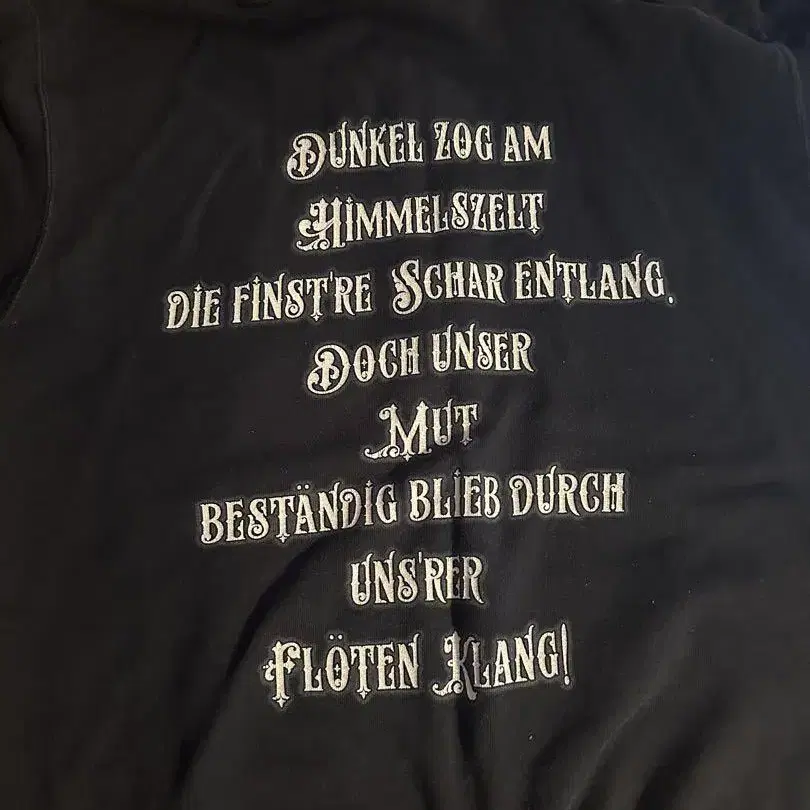 Dunkel zog am
Himmelszelt
die finst're Schar entlang.
Doch unser
Mut
beständig blieb durch
uns'rer
Flöten Klang!